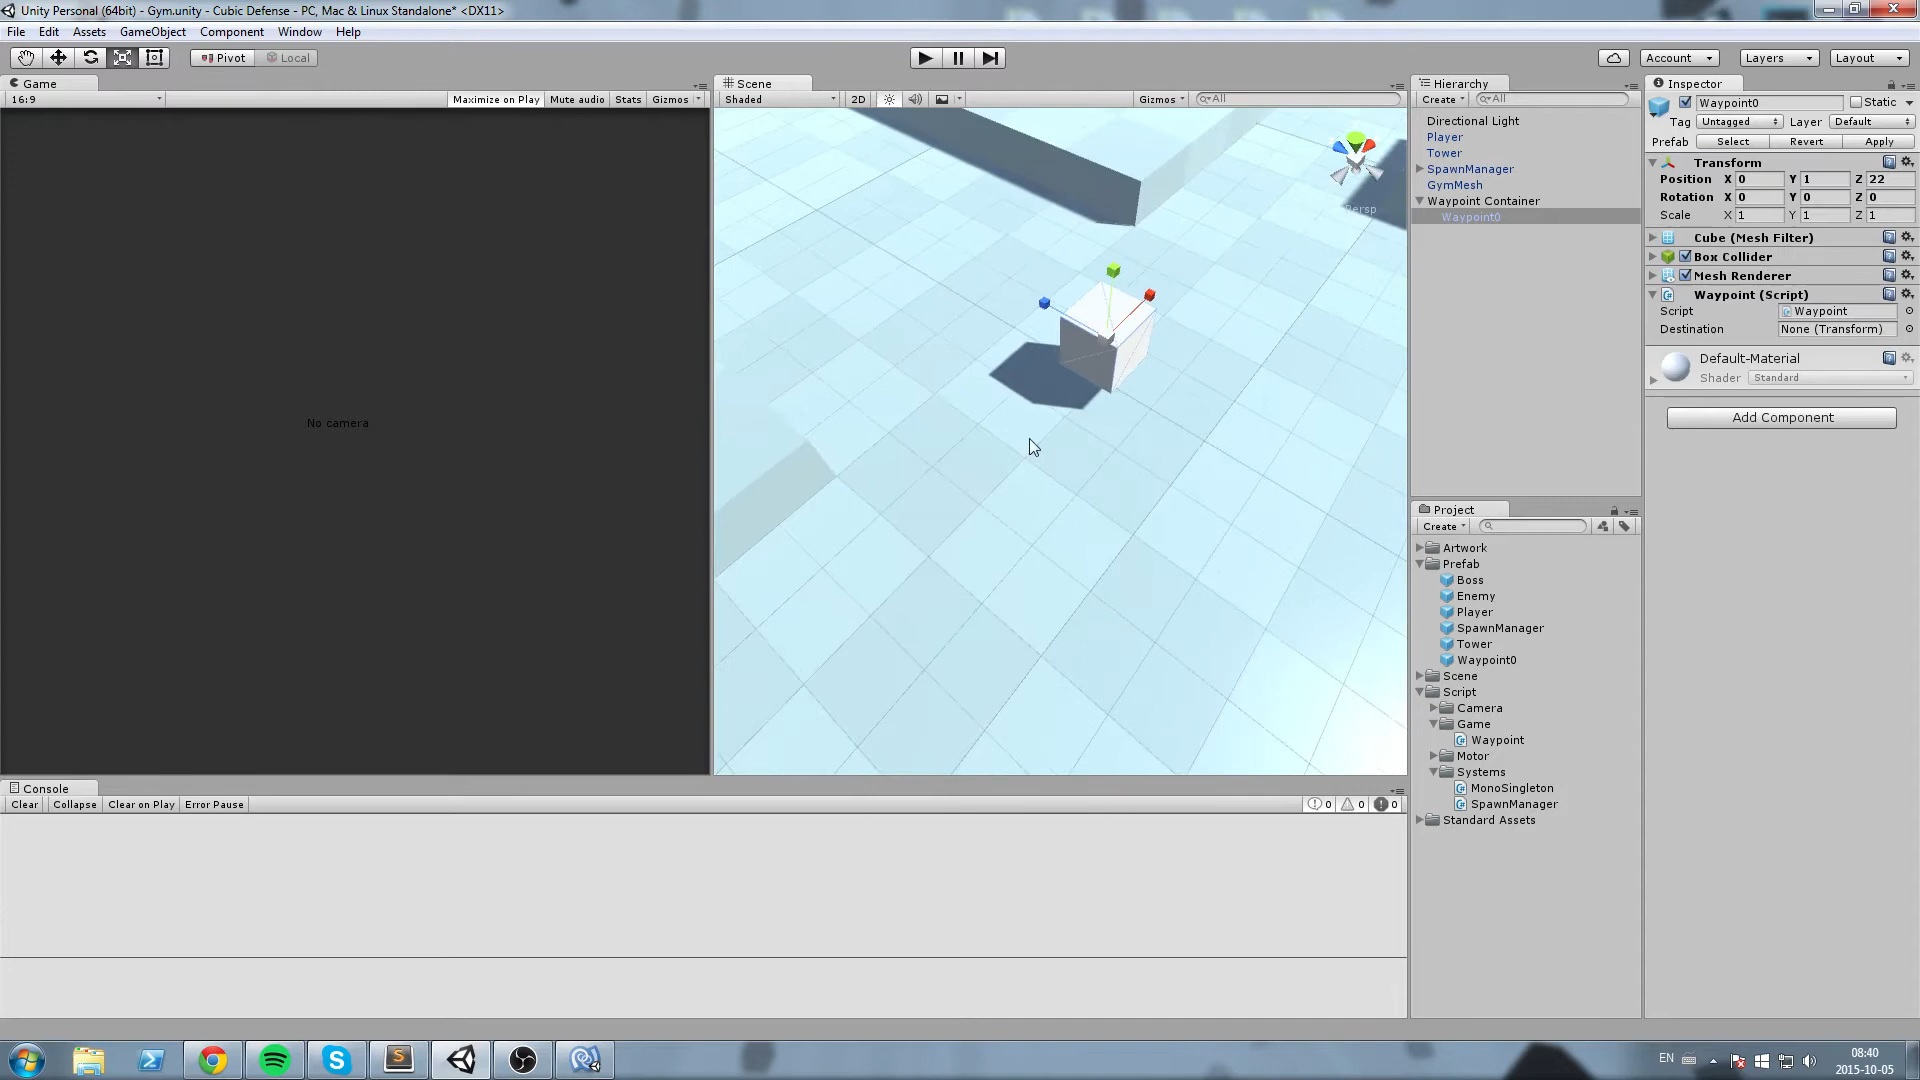 Unity Personal (64bit) - Gym.unity - Cubic Defense - PC, Mac & Linux Standalone* <DX11>
File Edit Assets GameObject Component Window Help
Pivot Local Account Layers Layout
Game
16:9 Maximize on Play Mute audio Stats Gizmos
No camera
Scene
Shaded 2D Gizmos All
Persp
Hierarchy
Create All
Directional Light
Player
Tower
SpawnManager
GymMesh
Waypoint Container
Waypoint0
Inspector
Waypoint0 Static
Tag Untagged Layer Default
Prefab Select Revert Apply
Transform
Position X 0 Y 1 Z 22
Rotation X 0 Y 0 Z 0
Scale X 1 Y 1 Z 1
Cube (Mesh Filter)
Box Collider
Mesh Renderer
Waypoint (Script)
Script Waypoint
Destination None (Transform)
Default-Material
Shader Standard
Add Component
Project
Create
Artwork
Prefab
Boss
Enemy
Player
SpawnManager
Tower
Waypoint0
Scene
Script
Camera
Game
Waypoint
Motor
Systems
MonoSingleton
SpawnManager
Standard Assets
Console
Clear Collapse Clear on Play Error Pause 0 0 0
EN 08:40
2015-10-05